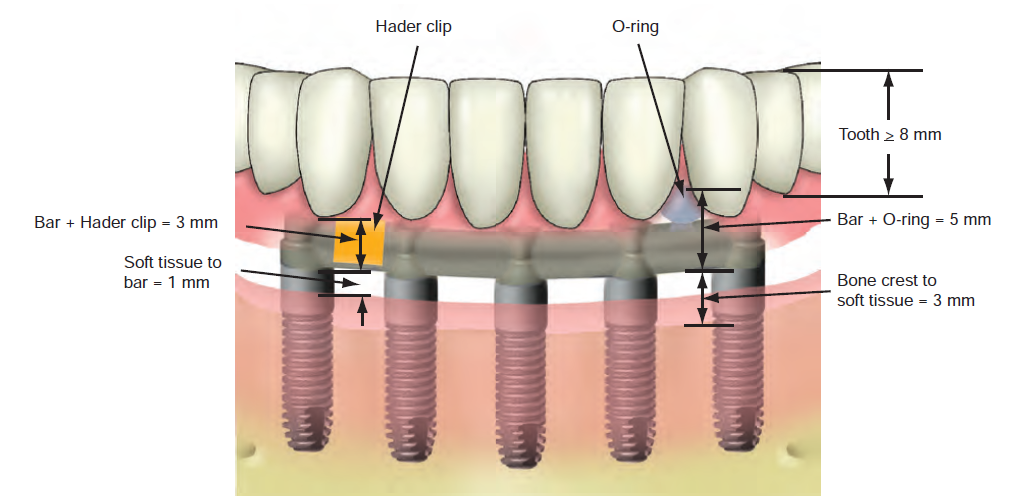 Hader clip
O-ring
Tooth ≥ 8 mm
Bar + Hader clip = 3 mm
Bar + O-ring = 5 mm
Soft tissue to
bar = 1 mm
Bone crest to
soft tissue = 3 mm